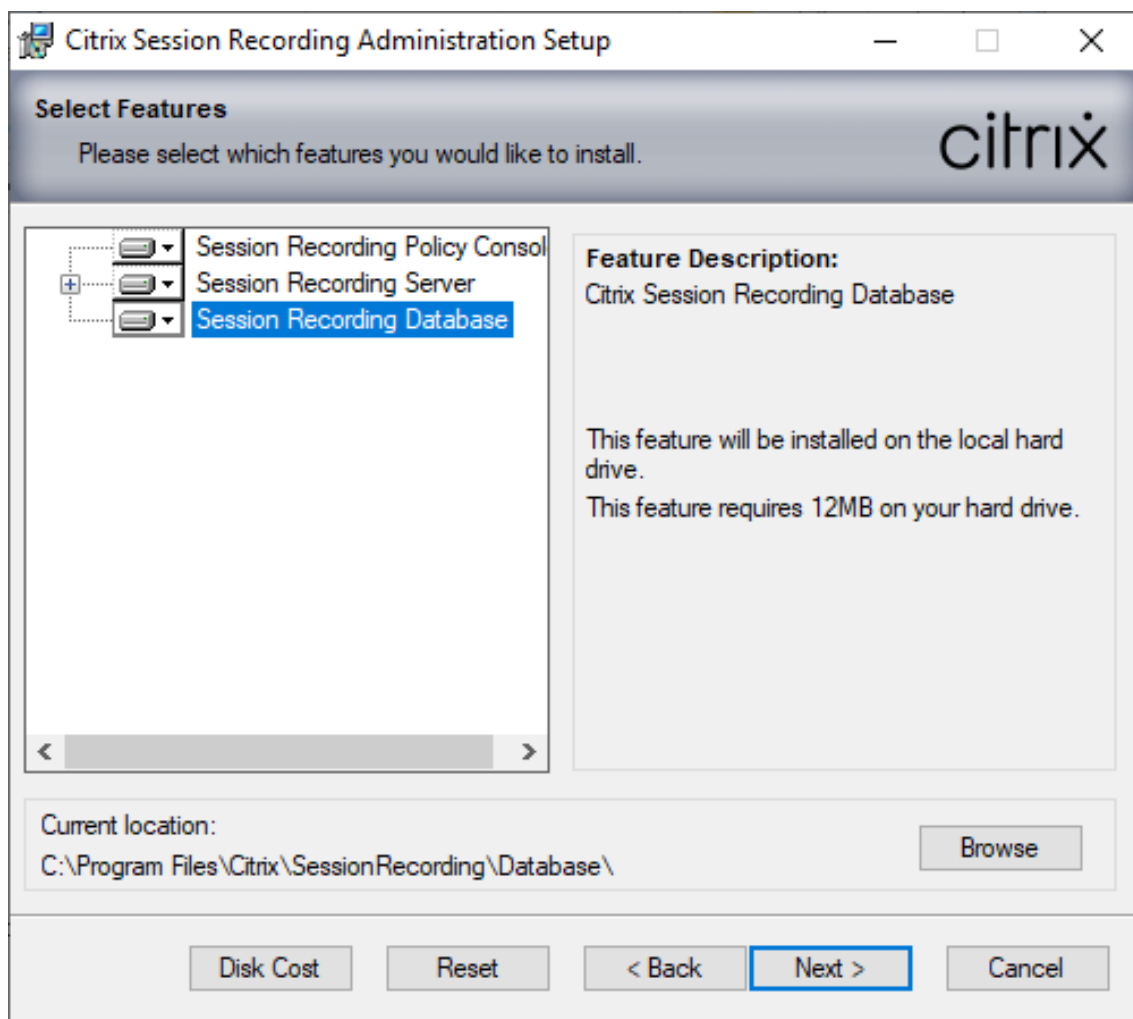 Citrix Session Recording Administration Setup
Select Features
Please select which features you would like to install.
citrix
Session Recording Policy Consol
Session Recording Server
Session Recording Database
Feature Description:
Citrix Session Recording Database
This feature will be installed on the local hard
drive.
This feature requires 12MB on your hard drive.
Current location:
C:\Program Files\Citrix\SessionRecording\Database\
Browse
Disk Cost
Reset
< Back
Next >
Cancel